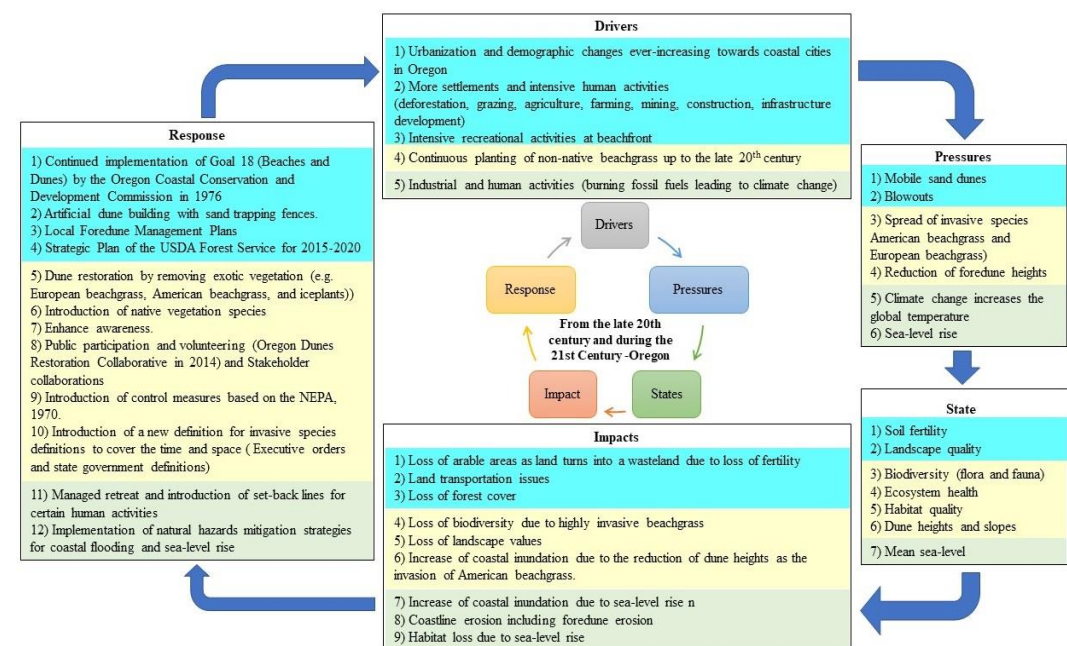 Drivers
1) Urbanization and demographic changes ever-increasing towards coastal cities
in Oregon
2) More settlements and intensive human activities
(deforestation, grazing, agriculture, farming, mining, construction, infrastructure
development)
3) Intensive recreational activities at beachfront
4) Continuous planting of non-native beachgrass up to the late 20th century
5) Industrial and human activities (burning fossil fuels leading to climate change)
Pressures
1) Mobile sand dunes
2) Blowouts
3) Spread of invasive species
American beachgrass and
European beachgrass)
4) Reduction of foredune heights
5) Climate change increases the
global temperature
6) Sea-level rise
State
1) Soil fertility
2) Landscape quality
3) Biodiversity (flora and fauna)
4) Ecosystem health
5) Habitat quality
6) Dune heights and slopes
7) Mean sea-level
Impacts
1) Loss of arable areas as land turns into a wasteland due to loss of fertility
2) Land transportation issues
3) Loss of forest cover
4) Loss of biodiversity due to highly invasive beachgrass
5) Loss of landscape values
6) Increase of coastal inundation due to the reduction of dune heights as the
invasion of American beachgrass.
7) Increase of coastal inundation due to sea-level rise n
8) Coastline erosion including foredune erosion
9) Habitat loss due to sea-level rise
Response
1) Continued implementation of Goal 18 (Beaches and
Dunes) by the Oregon Coastal Conservation and
Development Commission in 1976
2) Artificial dune building with sand trapping fences.
3) Local Foredune Management Plans
4) Strategic Plan of the USDA Forest Service for 2015-2020
5) Dune restoration by removing exotic vegetation (e.g.
European beachgrass, American beachgrass, and iceplants))
6) Introduction of native vegetation species
7) Enhance awareness.
8) Public participation and volunteering (Oregon Dunes
Restoration Collaborative in 2014) and Stakeholder
collaborations
9) Introduction of control measures based on the NEPA,
1970.
10) Introduction of a new definition for invasive species
definitions to cover the time and space ( Executive orders
and state government definitions)
11) Managed retreat and introduction of set-back lines for
certain human activities
12) Implementation of natural hazards mitigation strategies
for coastal flooding and sea-level rise
Drivers
Pressures
States
Impact
Response
From the late 20th
century and during the
21st Century -Oregon